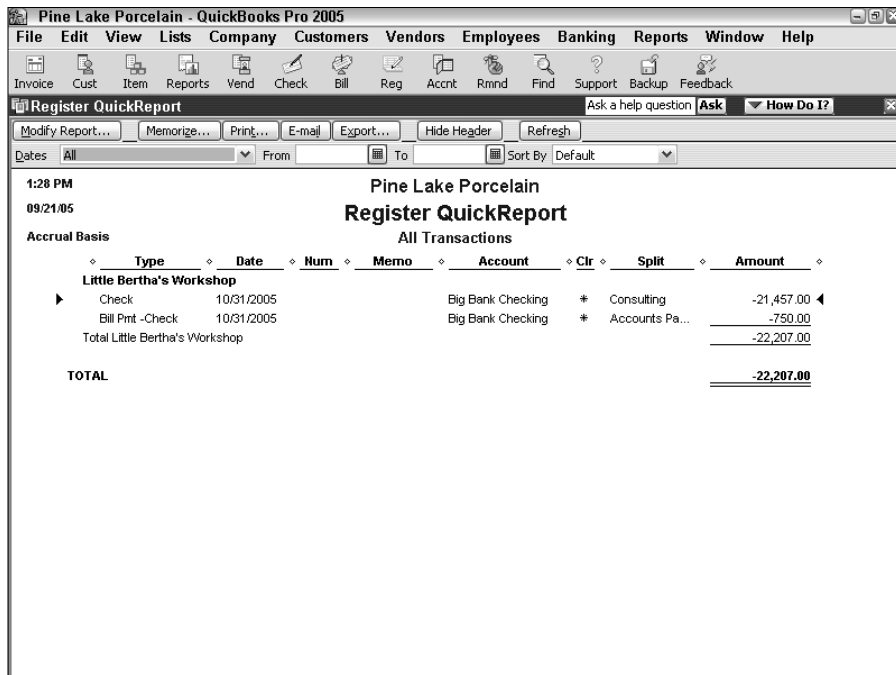 Pine Lake Porcelain - QuickBooks Pro 2005
File Edit View Lists Company Customers Vendors Employees Banking Reports Window Help
Invoice Cust Item Reports Vend Check Bill Reg Accnt Rmnd Find Support Backup Feedback
Register QuickReport Ask a help question Ask How Do I?
Modify Report... Memorize... Print... E-mail Export... Hide Header Refresh
Dates All From To Sort By Default
1:28 PM Pine Lake Porcelain
09/21/05 Register QuickReport
Accrual Basis All Transactions
Type Date Num Memo Account Clr Split Amount
Little Bertha's Workshop
Check 10/31/2005 Big Bank Checking * Consulting -21,457.00
Bill Pmt -Check 10/31/2005 Big Bank Checking * Accounts Pa... -750.00
Total Little Bertha's Workshop -22,207.00
TOTAL -22,207.00